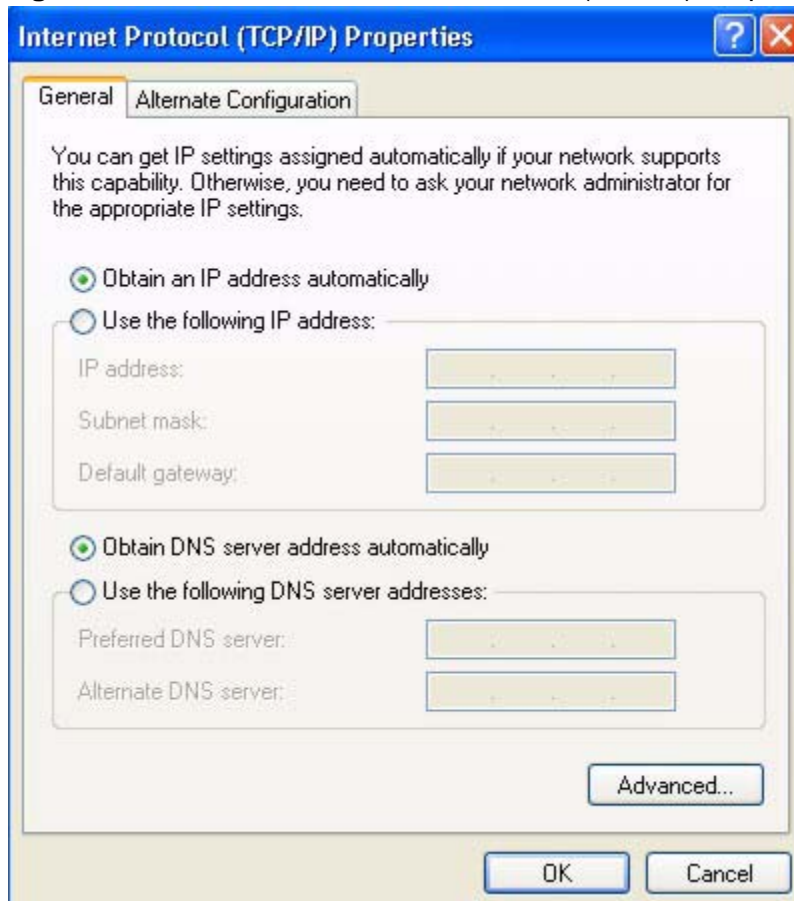 Internet Protocol (TCP/IP) Properties
General
Alternate Configuration
You can get IP settings assigned automatically if your network supports
this capability. Otherwise, you need to ask your network administrator for
the appropriate IP settings.
Obtain an IP address automatically
Use the following IP address:
IP address:
Subnet mask:
Default gateway:
Obtain DNS server address automatically
Use the following DNS server addresses:
Preferred DNS server:
Alternate DNS server:
Advanced...
OK
Cancel